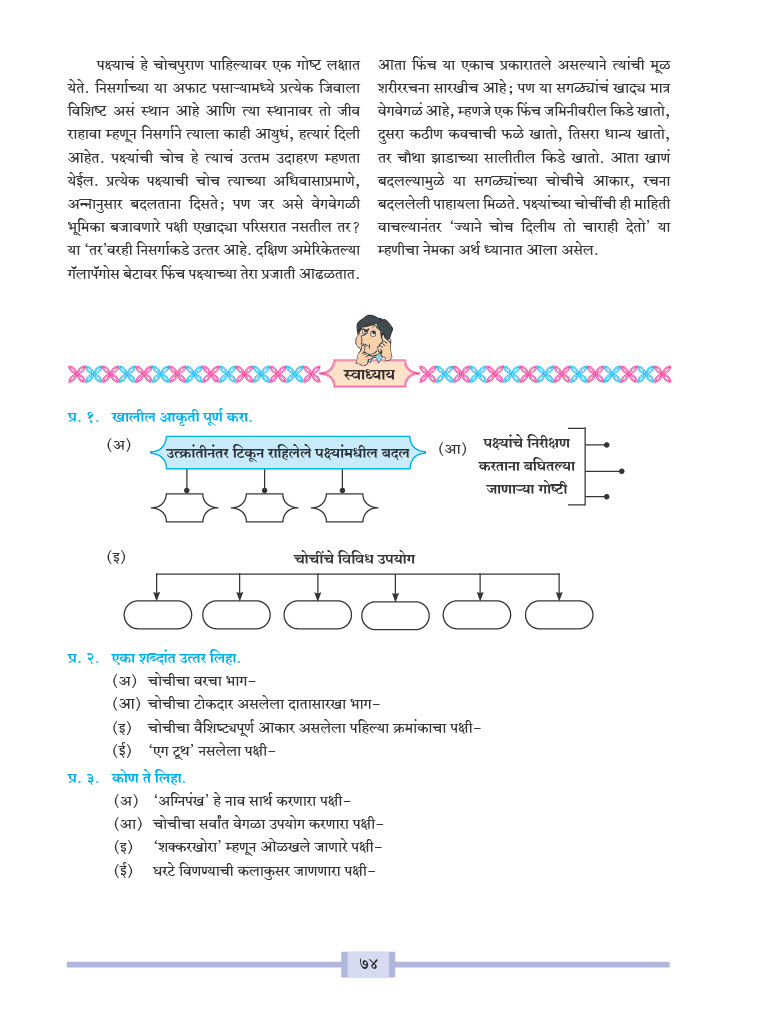 पक्ष्याचं हे चोचपुराण पाहिल्यावर एक गोष्ट लक्षात
येते. निसर्गाच्या या अफाट पसाऱ्यामध्ये प्रत्येक जिवाला
विशिष्ट असं स्थान आहे आणि त्या स्थानावर तो जीव
राहावा म्हणून निसर्गाने त्याला काही आयुधं, हत्यारं दिली
आहेत. पक्ष्यांची चोच हे त्याचं उत्तम उदाहरण म्हणता
येईल. प्रत्येक पक्ष्याची चोच त्याच्या अधिवासाप्रमाणे,
अन्नानुसार बदलताना दिसते; पण जर असे वेगवेगळी
भूमिका बजावणारे पक्षी एखाद्या परिसरात नसतील तर?
या ‘तर’वरही निसर्गाकडे उत्तर आहे. दक्षिण अमेरिकेतल्या
गॅलापॅगोस बेटावर फिंच पक्ष्याच्या तेरा प्रजाती आढळतात.
आता फिंच या एकाच प्रकारातले असल्याने त्यांची मूळ
शरीररचना सारखीच आहे; पण या सगळ्यांचं खाद्य मात्र
वेगवेगळं आहे, म्हणजे एक फिंच जमिनीवरील किडे खातो,
दुसरा कठीण कवचाची फळे खातो, तिसरा धान्य खातो,
तर चौथा झाडाच्या सालीतील किडे खातो. आता खाणं
बदलल्यामुळे या सगळ्यांच्या चोचीचे आकार, रचना
बदललेली पाहायला मिळते. पक्ष्यांच्या चोचींची ही माहिती
वाचल्यानंतर ‘ज्याने चोच दिलीय तो चाराही देतो’ या
म्हणीचा नेमका अर्थ ध्यानात आला असेल.
स्वाध्याय
प्र. १. खालील आकृती पूर्ण करा.
(अ) उत्क्रांतीनंतर टिकून राहिलेले पक्ष्यांमधील बदल
(आ) पक्ष्यांचे निरीक्षण
करताना बघितल्या
जाणाऱ्या गोष्टी
(इ) चोचींचे विविध उपयोग
प्र. २. एका शब्दांत उत्तर लिहा.
(अ) चोचीचा वरचा भाग–
(आ) चोचीचा टोकदार असलेला दातासारखा भाग–
(इ) चोचीचा वैशिष्ट्यपूर्ण आकार असलेला पहिल्या क्रमांकाचा पक्षी–
(ई) ‘एग टूथ’ नसलेला पक्षी–
प्र. ३. कोण ते लिहा.
(अ) ‘अग्निपंख’ हे नाव सार्थ करणारा पक्षी–
(आ) चोचीचा सर्वांत वेगळा उपयोग करणारा पक्षी–
(इ) ‘शक्करखोरा’ म्हणून ओळखले जाणारे पक्षी–
(ई) घरटे विणण्याची कलाकुसर जाणणारा पक्षी–
७४